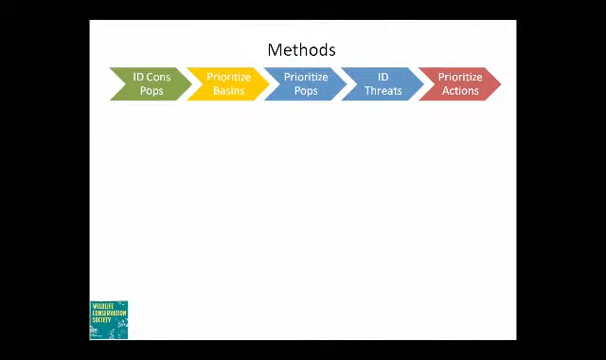 Methods
ID Cons Pops
Prioritize Basins
Prioritize Pops
ID Threats
Prioritize Actions
WILDLIFE
CONSERVATION
SOCIETY